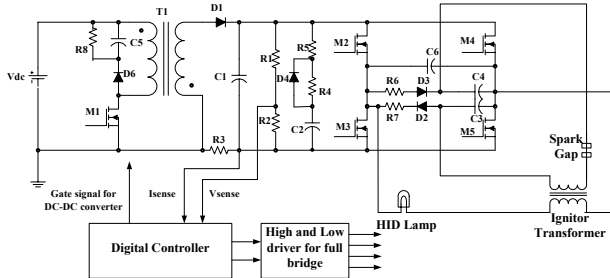 T1
D1
R8
C5
Vdc
D6
M1
C1
R1
R5
D4
R4
R2
C2
R3
M2
M4
C6
R6
D3
C4
R7
D2
C3
M3
M5
Spark
Gap
Gate signal for
DC-DC converter
Isense
Vsense
HID Lamp
Ignitor
Transformer
Digital Controller
High and Low
driver for full
bridge